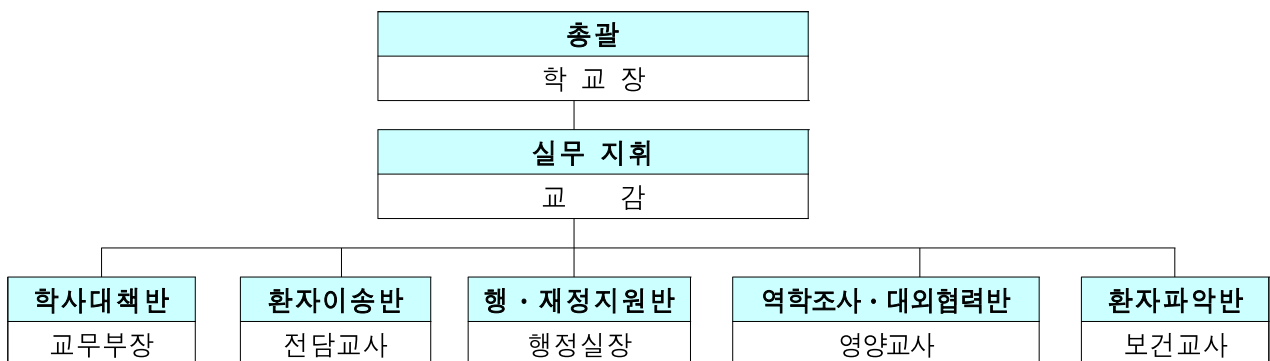 총괄
학 교 장
실무 지휘
교 감
학사대책반 환자이송반 행·재정지원반 역학조사·대외협력반 환자파악반
교무부장 전담교사 행정실장 영양교사 보건교사